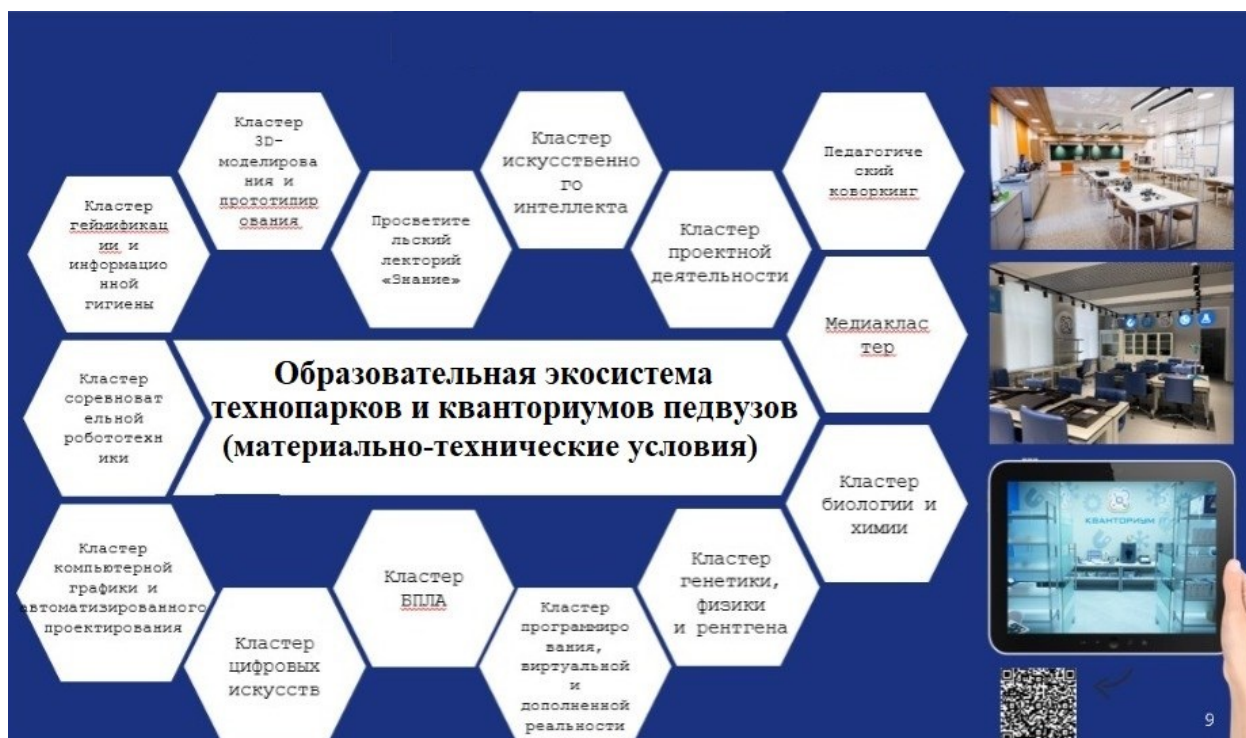 Кластер
3D-
моделирова
ния и
прототипир
ования
Кластер
искусственно
го
интеллекта
Педагогиче
ский
коворкинг
Кластер
геймификац
ии и
информацио
нной
гигиены
Просветите
льский
лекторий
«Знание»
Кластер
проектной
деятельности
Медиаклас
тер
Кластер
соревноват
ельной
робототехн
ики
Образовательная экосистема
технопарков и кванториумов педвузов
(материально-технические условия)
Кластер
биологии и
химии
Кластер
компьютерной
графики и
автоматизированного
проектирования
Кластер
цифровых
искусств
Кластер
БПЛА
Кластер
программиро
вания,
виртуальной
и
дополненной
реальности
Кластер
генетики,
физики
и рентгена
КВАНТОРИУМ
9